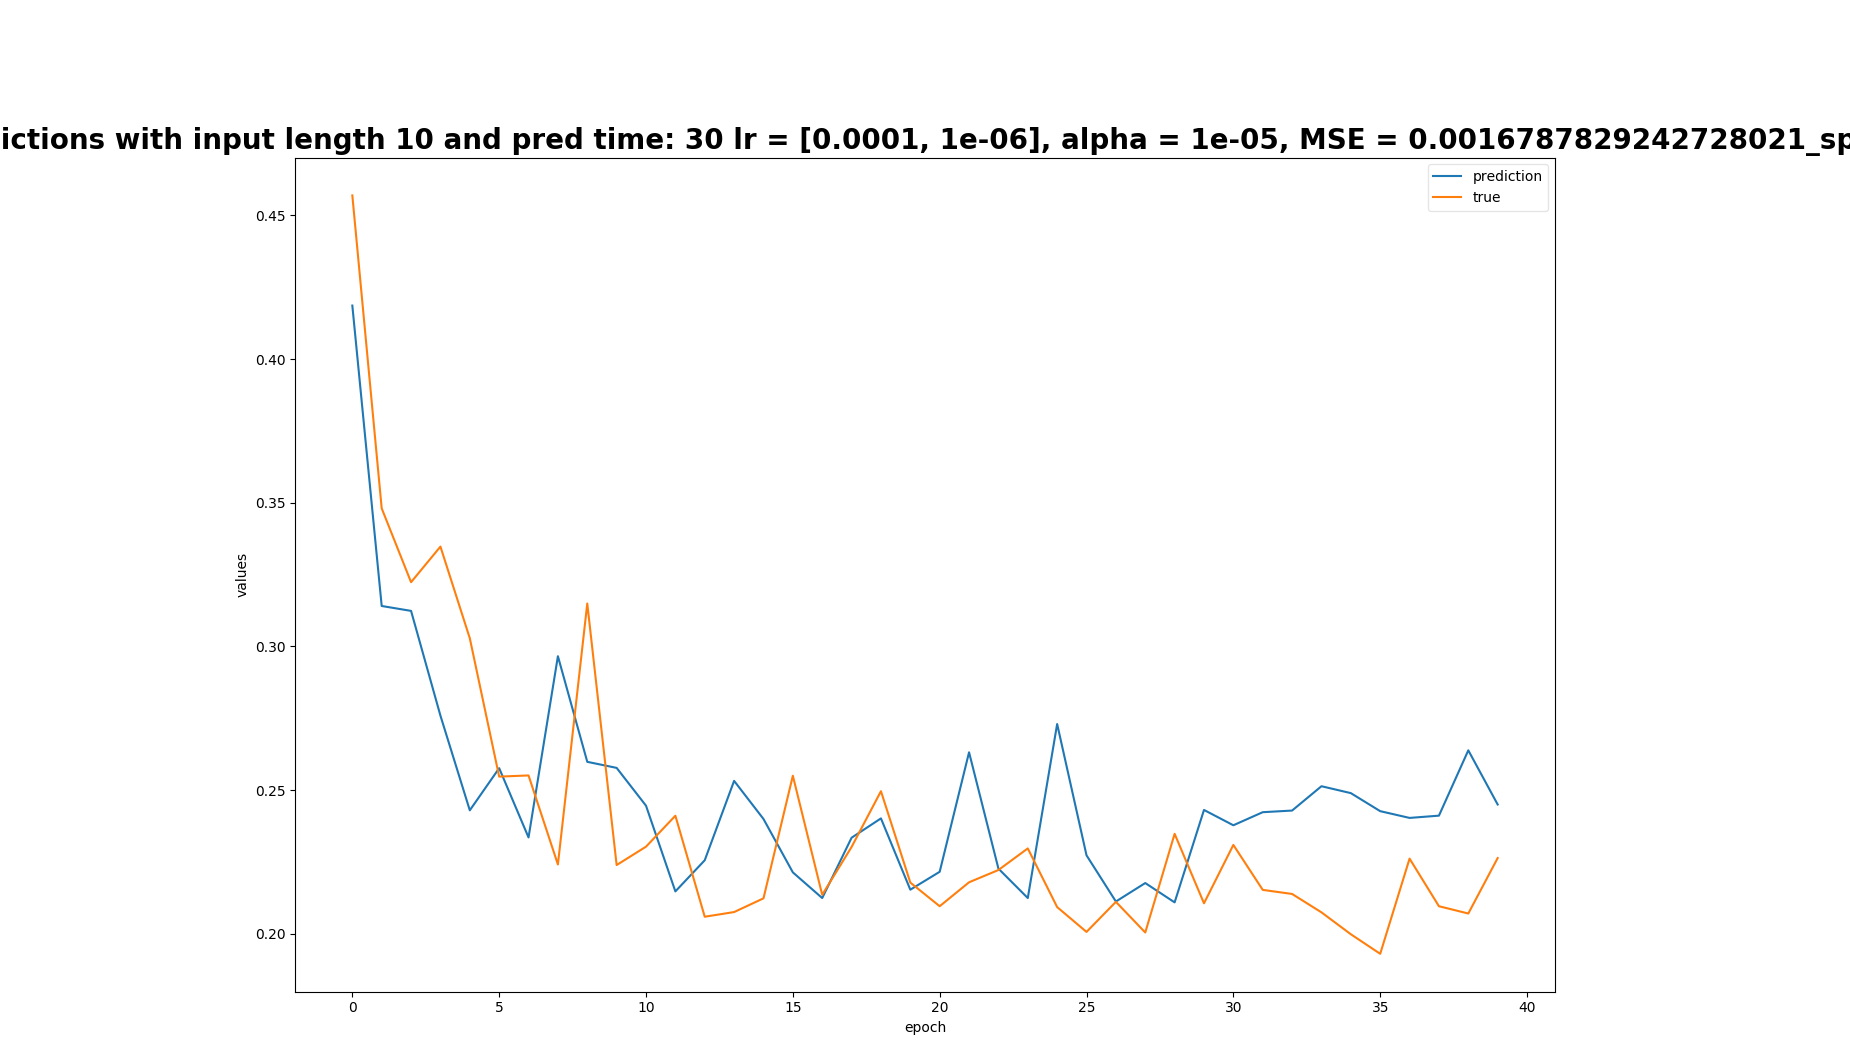 ictions with input length 10 and pred time: 30 lr = [0.0001, 1e-06], alpha = 1e-05, MSE = 0.0016787829242728021_sp
prediction
true
0.45
0.40
0.35
0.30
0.25
0.20
values
0 5 10 15 20 25 30 35 40
epoch